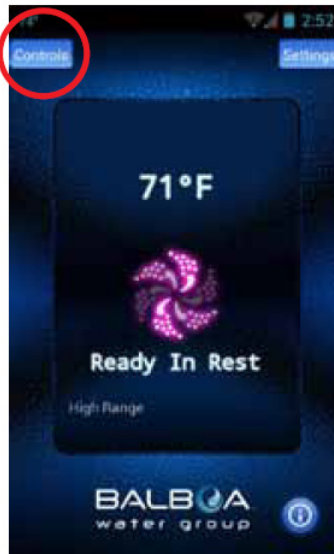 2:52
Controls
Settings
71°F
Ready In Rest
High Range
BALBOA
water group